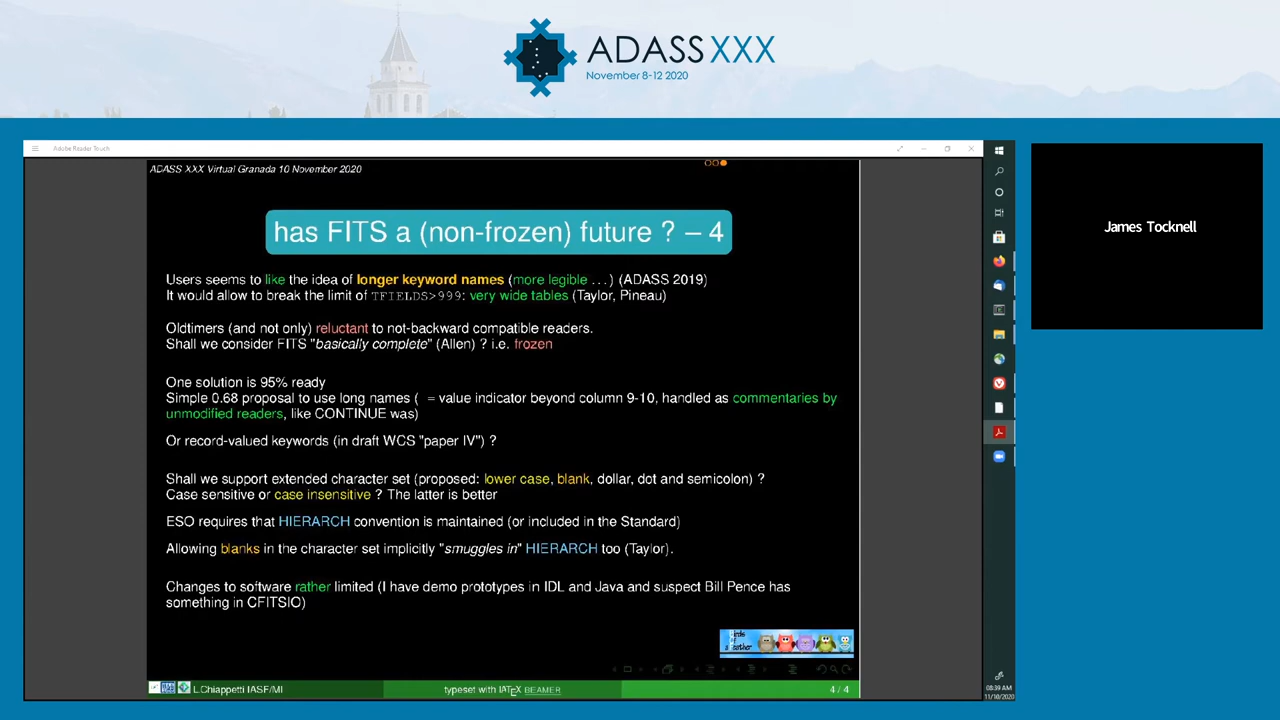 ADASS XXX
November 8-12 2020
Adobe Reader Touch
ADASS XXX Virtual Granada 10 November 2020
has FITS a (non-frozen) future ? – 4
Users seems to like the idea of longer keyword names (more legible ...) (ADASS 2019)
It would allow to break the limit of TFIELDS>999: very wide tables (Taylor, Pineau)
Oldtimers (and not only) reluctant to not-backward compatible readers.
Shall we consider FITS "basically complete" (Allen) ? i.e. frozen
One solution is 95% ready
Simple 0.68 proposal to use long names ( = value indicator beyond column 9-10, handled as commentaries by
unmodified readers, like CONTINUE was)
Or record-valued keywords (in draft WCS "paper IV") ?
Shall we support extended character set (proposed: lower case, blank, dollar, dot and semicolon) ?
Case sensitive or case insensitive ? The latter is better
ESO requires that HIERARCH convention is maintained (or included in the Standard)
Allowing blanks in the character set implicitly "smuggles in" HIERARCH too (Taylor).
Changes to software rather limited (I have demo prototypes in IDL and Java and suspect Bill Pence has
something in CFITSIO)
L.Chiappetti IASF/MI
typeset with LATEX BEAMER
4 / 4
James Tocknell
08:39 AM
11/10/2020